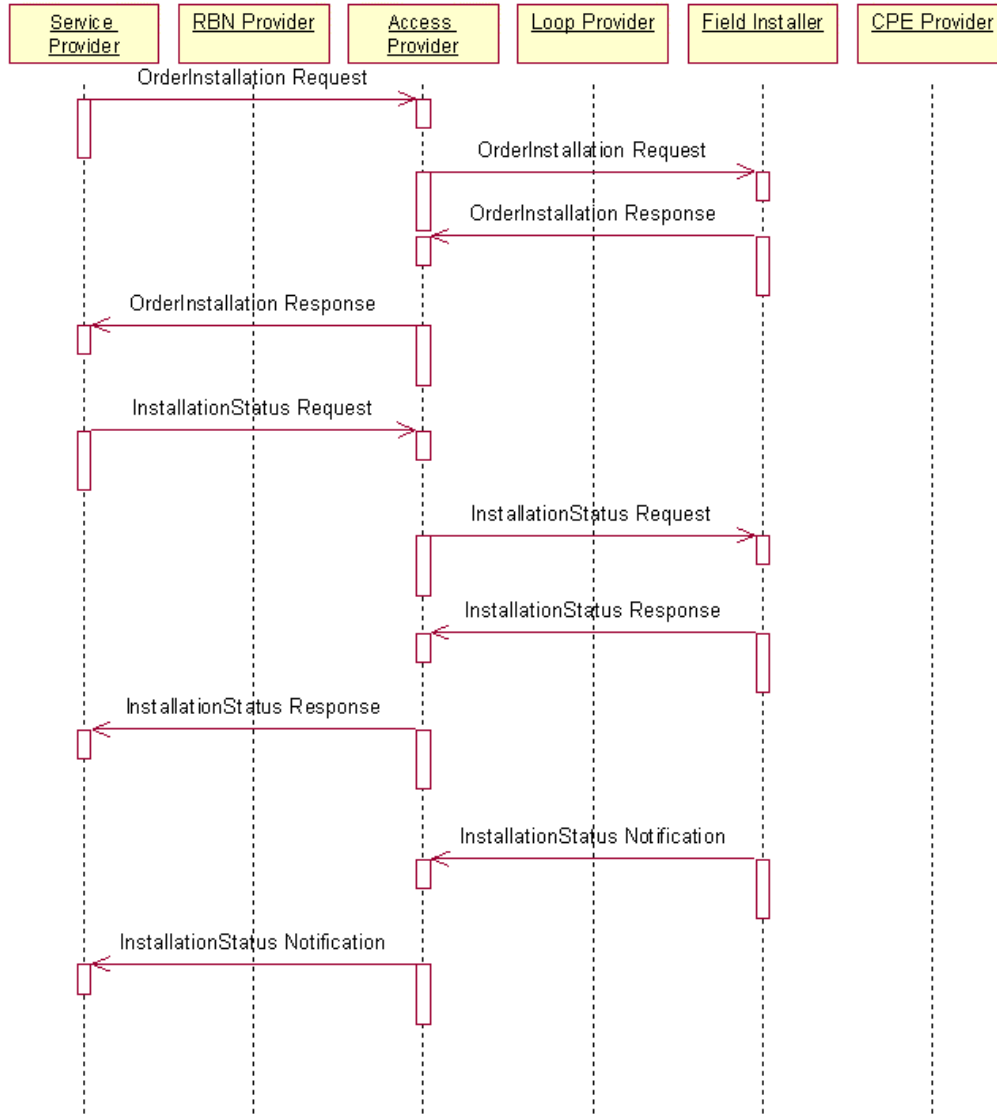 Service
Provider
RBN Provider
Access
Provider
Loop Provider
Field Installer
CPE Provider
OrderInstallation Request
OrderInstallation Request
OrderInstallation Response
OrderInstallation Response
InstallationStatus Request
InstallationStatus Request
InstallationStatus Response
InstallationStatus Response
InstallationStatus Notification
InstallationStatus Notification